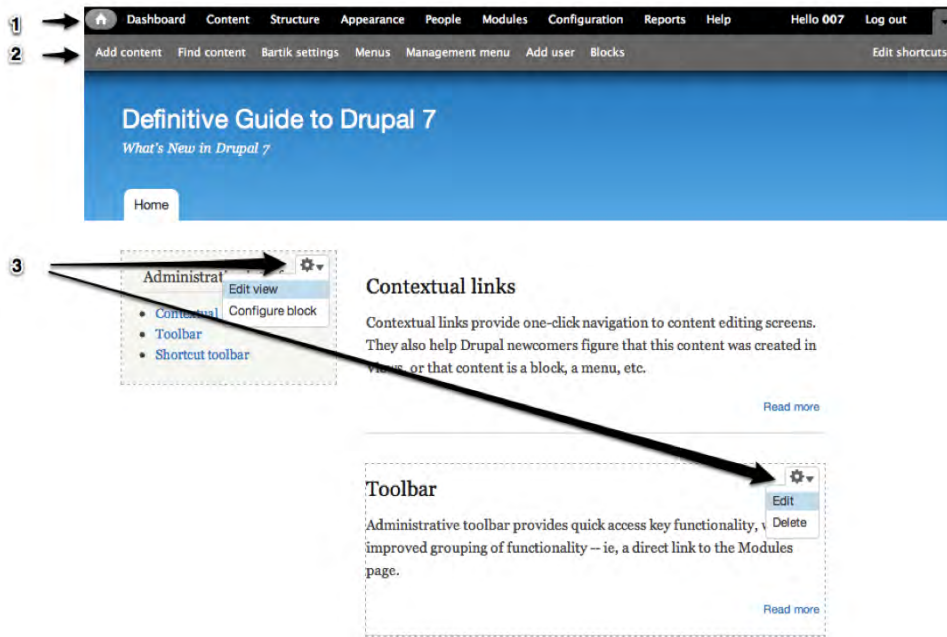 1
Dashboard Content Structure Appearance People Modules Configuration Reports Help Hello 007 Log out
2
Add content Find content Bartik settings Menus Management menu Add user Blocks Edit shortcuts
Definitive Guide to Drupal 7
What's New in Drupal 7
Home
3
Edit view
Configure block
Toolbar
Shortcut toolbar
Contextual links
Contextual links provide one-click navigation to content editing screens.
They also help Drupal newcomers figure that this content was created in
Views, or that content is a block, a menu, etc.
Read more
Toolbar
Edit
Delete
Administrative toolbar provides quick access key functionality,
improved grouping of functionality -- ie, a direct link to the Modules
page.
Read more